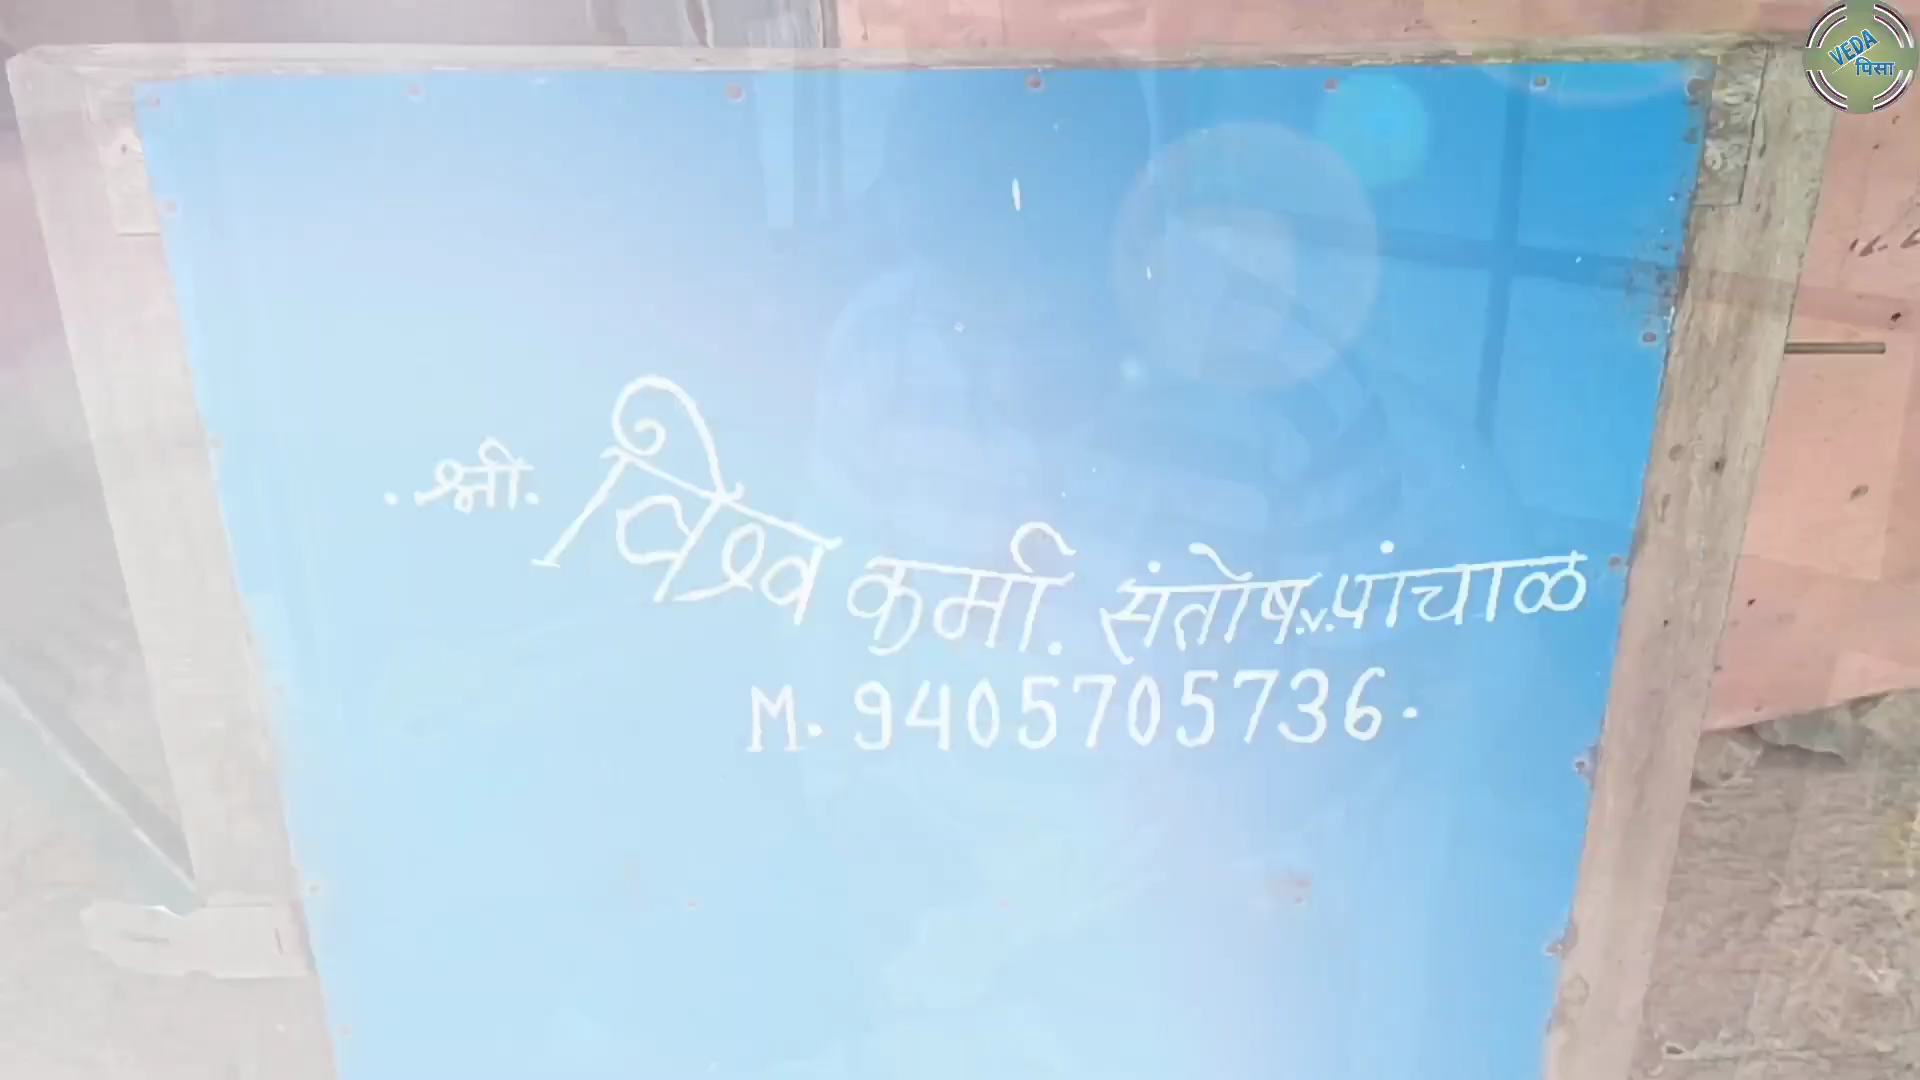 VEDA
पिसा
. श्री. विश्व कर्मा. संतोष.v.पांचाळ
M. 9405705736.